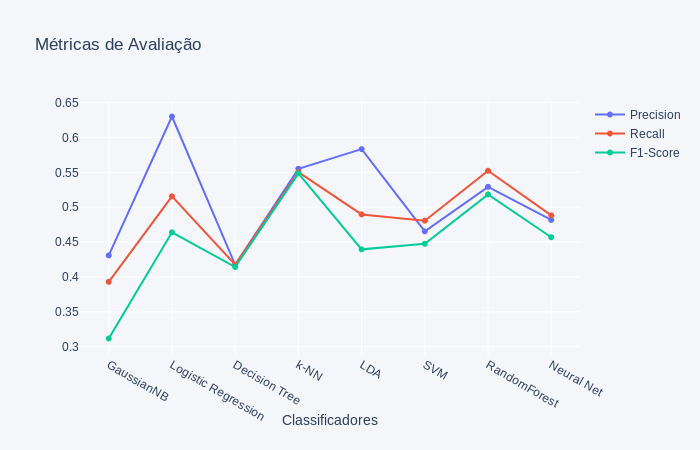 Métricas de Avaliação
0.65
0.6
0.55
0.5
0.45
0.4
0.35
0.3
GaussianNB
Logistic Regression
Decision Tree
k-NN
LDA
SVM
RandomForest
Neural Net
Classificadores
Precision
Recall
F1-Score